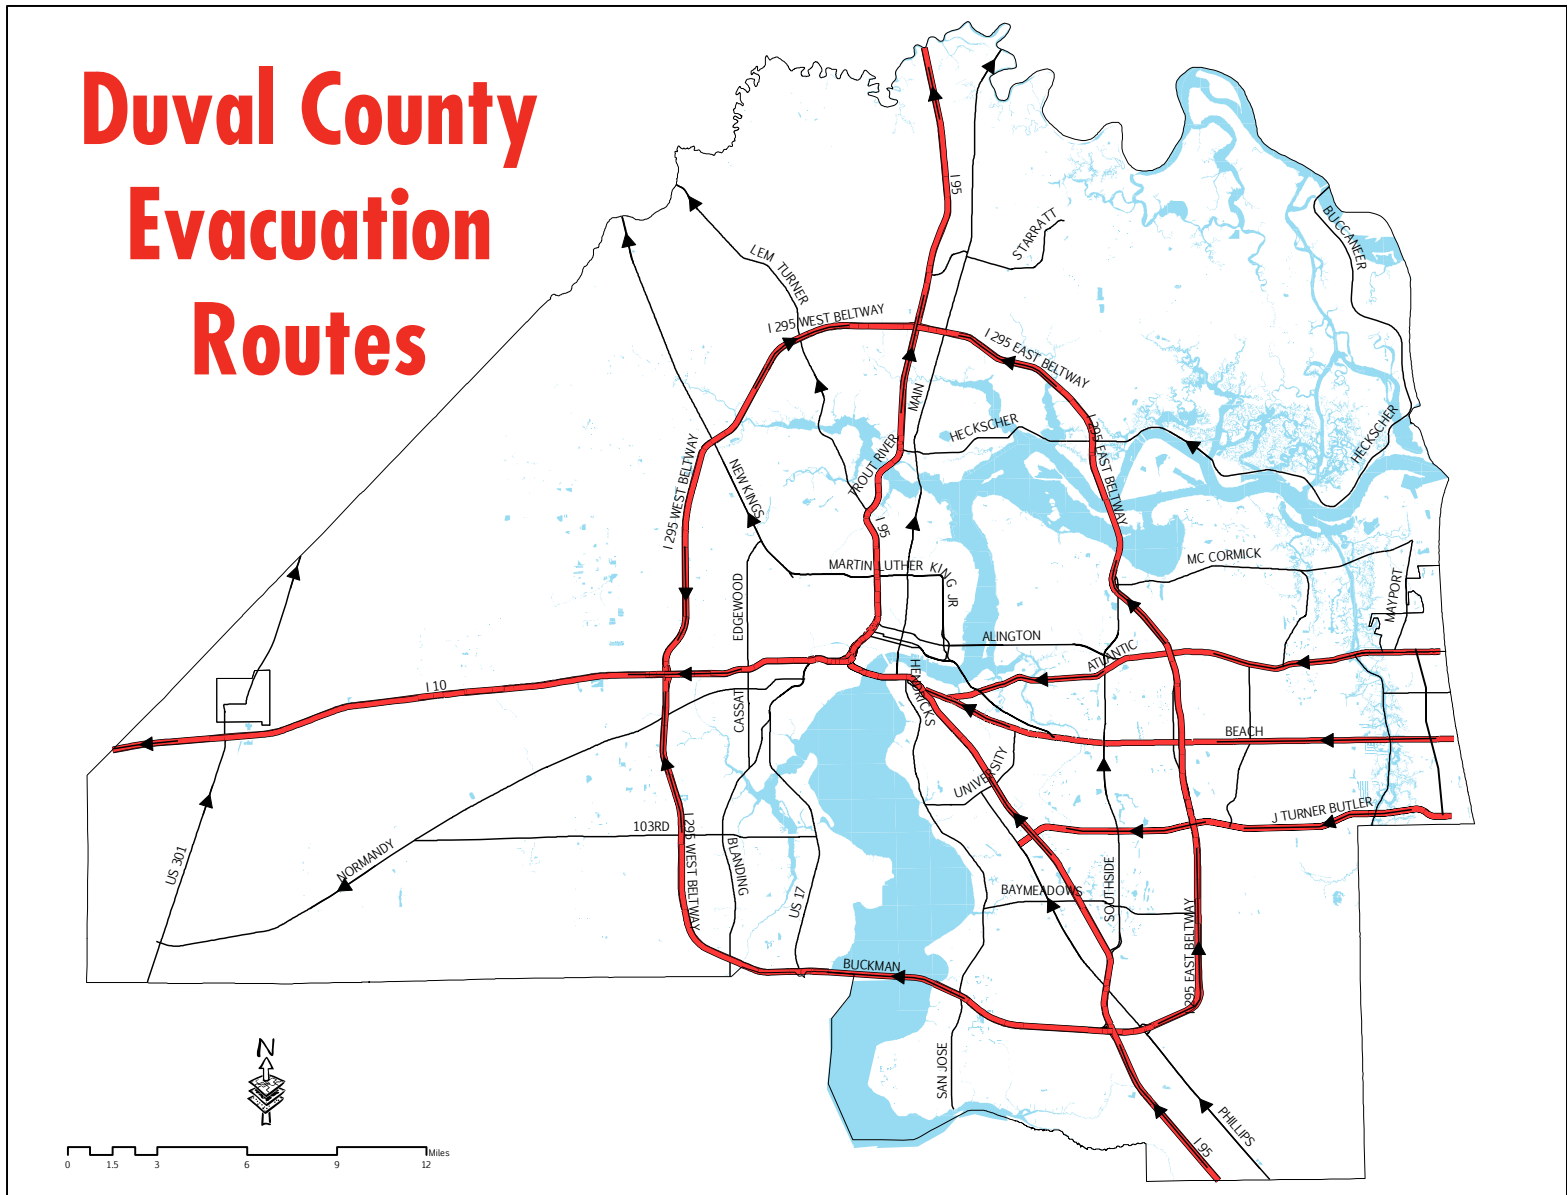 Duval County
Evacuation
Routes
I 95
STARRATT
BUCCANEER
LEM TURNER
I 295 WEST BELTWAY
I 295 EAST BELTWAY
MAIN
HECKSCHER
HECKSCHER
I 295 EAST BELTWAY
TROUT RIVER
I 295 WEST BELTWAY
NEW KINGS
I 95
MC CORMICK
MARTIN LUTHER KING JR
MAYPORT
EDGEWOOD
ALINGTON
ATLANTIC
I 10
HENDRICKS
CASSAT
BEACH
UNIVERSITY
J TURNER BUTLER
103RD
I 295 WEST BELTWAY
NORMANDY
US 301
BLANDING
US 17
BAYMEADOWS
SOUTHSIDE
I 295 EAST BELTWAY
BUCKMAN
SAN JOSE
PHILLIPS
I 95
N
0 1.5 3 6 9 12 Miles